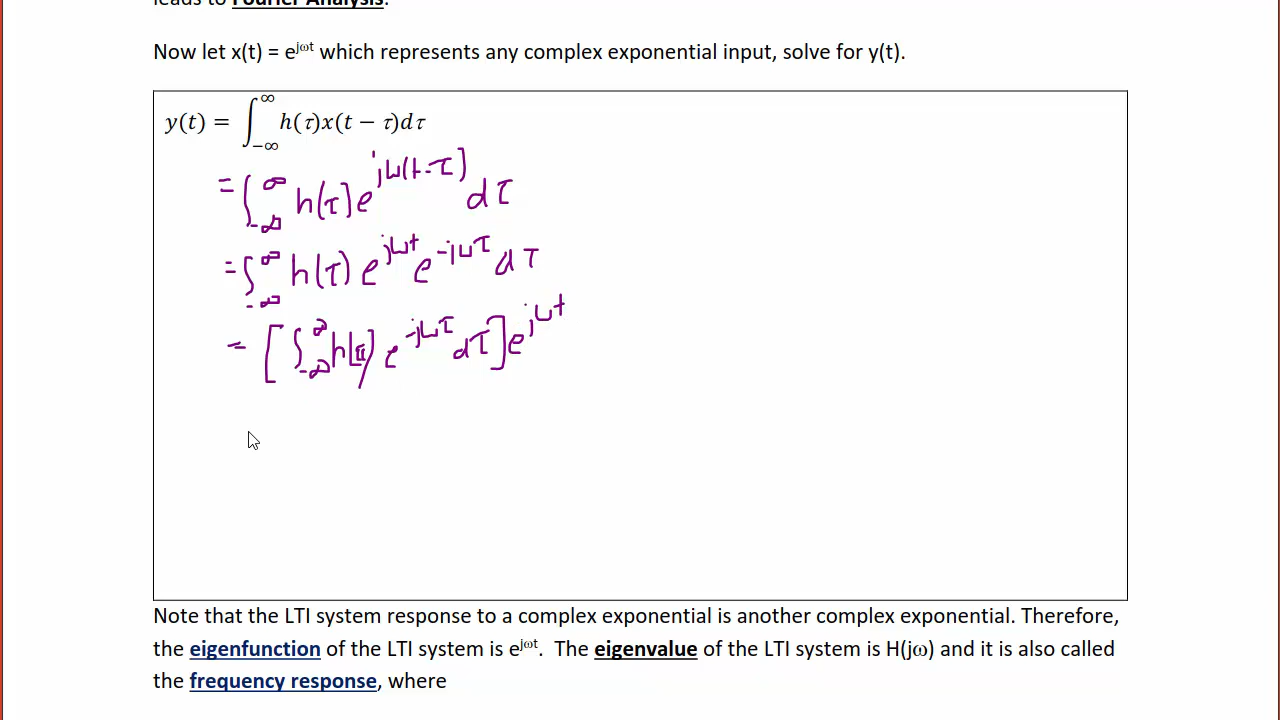 leads to Fourier Analysis.
Now let x(t) = e^jωt which represents any complex exponential input, solve for y(t).
y(t) = ∫_−∞^∞ h(τ)x(t − τ)dτ
= ∫_-∞^∞ h(τ) e^jω(t-τ) dτ
= ∫_-∞^∞ h(τ) e^jωt e^-jωτ dτ
= [ ∫_-∞^∞ h(τ) e^-jωτ dτ ] e^jωt
Note that the LTI system response to a complex exponential is another complex exponential. Therefore,
the eigenfunction of the LTI system is e^jωt. The eigenvalue of the LTI system is H(jω) and it is also called
the frequency response, where